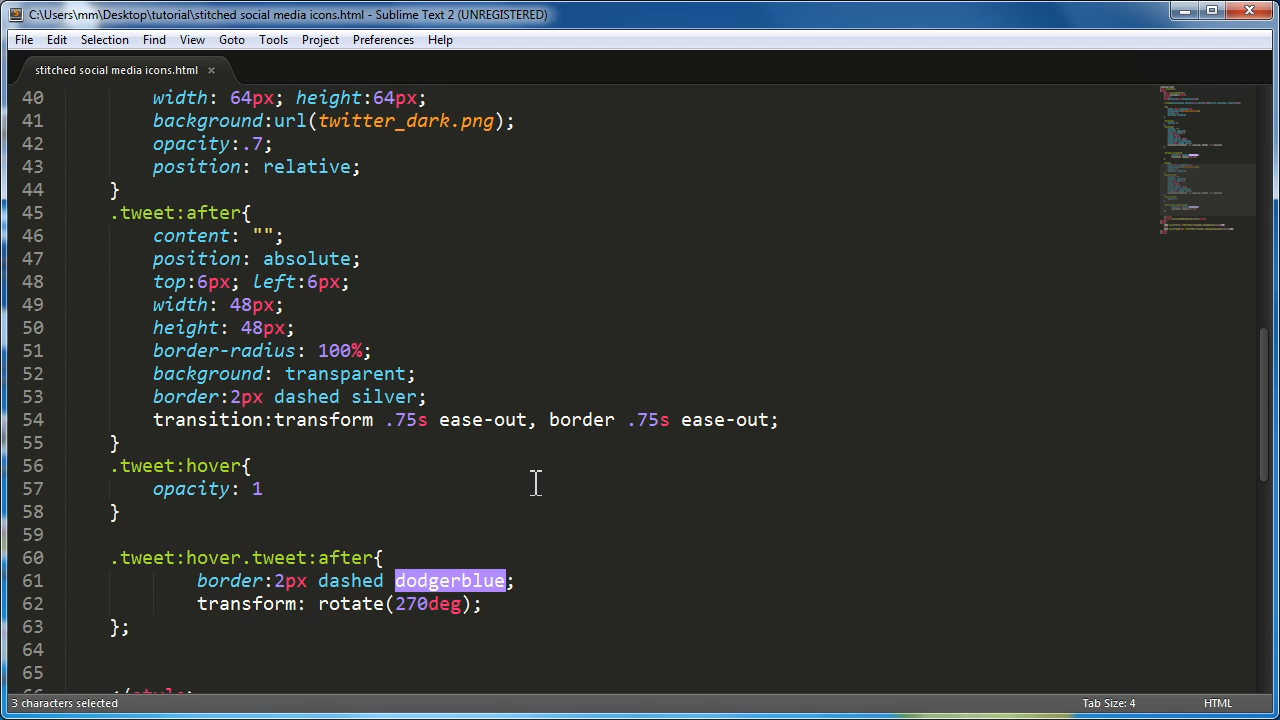 C:\Users\mm\Desktop\tutorial\stitched social media icons.html - Sublime Text 2 (UNREGISTERED)
File Edit Selection Find View Goto Tools Project Preferences Help
stitched social media icons.html ×
40 width: 64px; height:64px;
41 background:url(twitter_dark.png);
42 opacity:.7;
43 position: relative;
44 }
45 .tweet:after{
46 content: "";
47 position: absolute;
48 top:6px; left:6px;
49 width: 48px;
50 height: 48px;
51 border-radius: 100%;
52 background: transparent;
53 border:2px dashed silver;
54 transition:transform .75s ease-out, border .75s ease-out;
55 }
56 .tweet:hover{
57 opacity: 1
58 }
59
60 .tweet:hover.tweet:after{
61 border:2px dashed dodgerblue;
62 transform: rotate(270deg);
63 };
64
65
66 </style>
3 characters selected Tab Size: 4 HTML